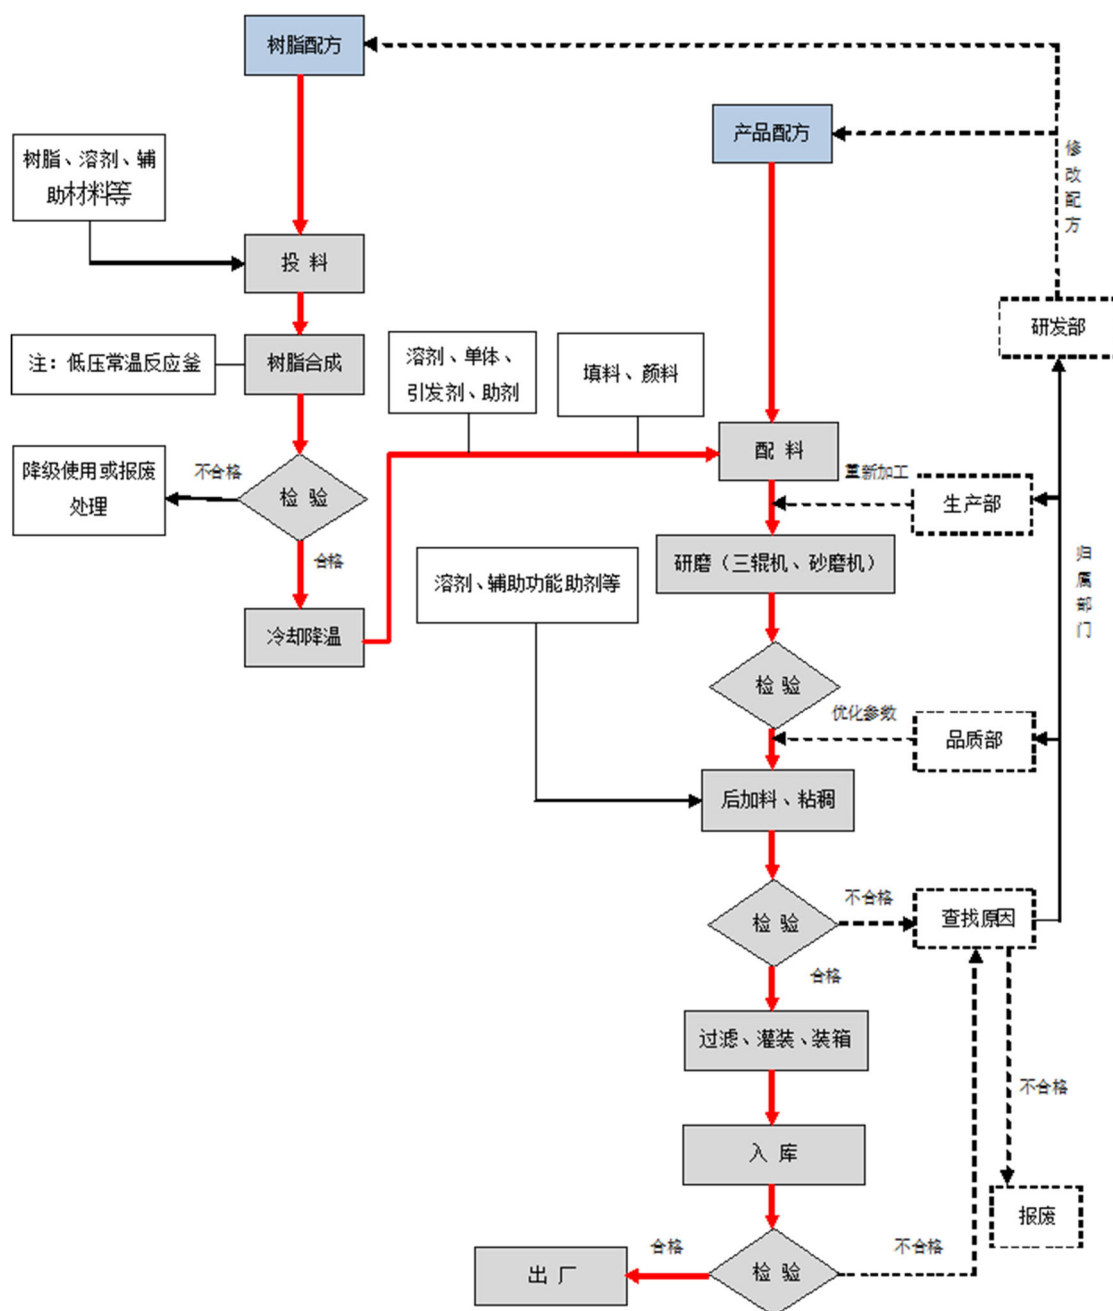 树脂配方
产品配方
树脂、溶剂、辅
助材料等
修
改
配
方
投 料
研发部
注：低压常温反应釜
树脂合成
溶剂、单体、
引发剂、助剂
填料、颜料
配 料
降级使用或报废
处理
不合格
检 验
重新加工
生产部
合格
研磨（三辊机、砂磨机）
归
属
部
门
溶剂、辅助功能助剂等
冷却降温
检 验
优化参数
品质部
后加料、粘稠
检 验
不合格
查找原因
合格
过滤、灌装、装箱
不合格
入 库
报废
出 厂
合格
检 验
不合格